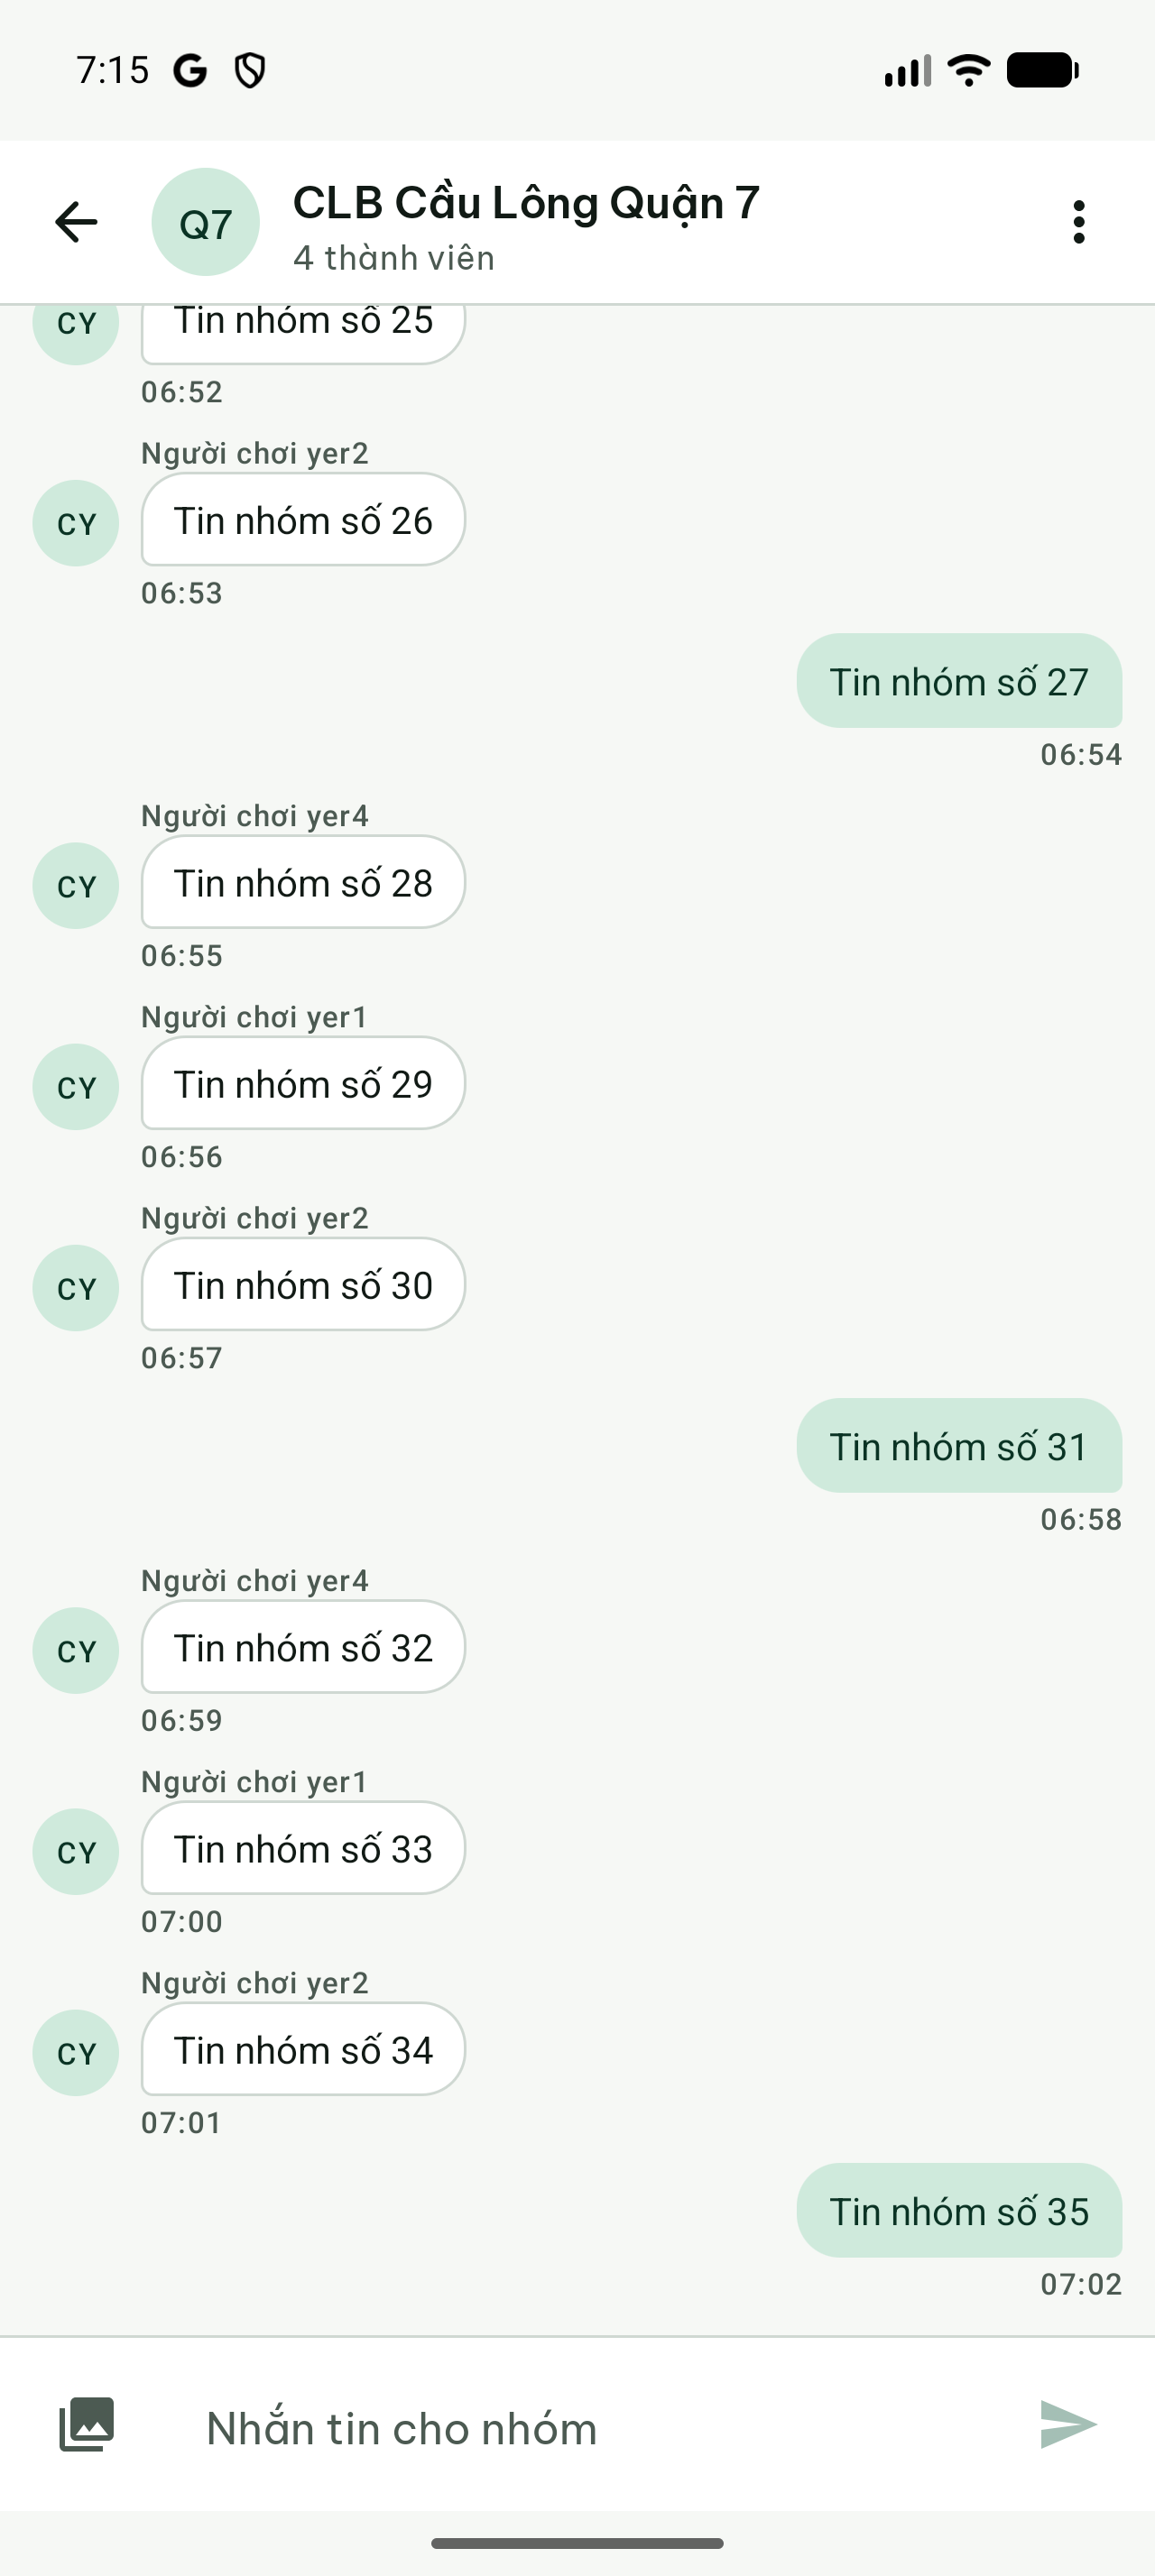 7:15
Q7
CLB Cầu Lông Quận 7
4 thành viên
CY
Tin nhóm số 25
06:52
Người chơi yer2
CY
Tin nhóm số 26
06:53
Tin nhóm số 27
06:54
Người chơi yer4
CY
Tin nhóm số 28
06:55
Người chơi yer1
CY
Tin nhóm số 29
06:56
Người chơi yer2
CY
Tin nhóm số 30
06:57
Tin nhóm số 31
06:58
Người chơi yer4
CY
Tin nhóm số 32
06:59
Người chơi yer1
CY
Tin nhóm số 33
07:00
Người chơi yer2
CY
Tin nhóm số 34
07:01
Tin nhóm số 35
07:02
Nhắn tin cho nhóm